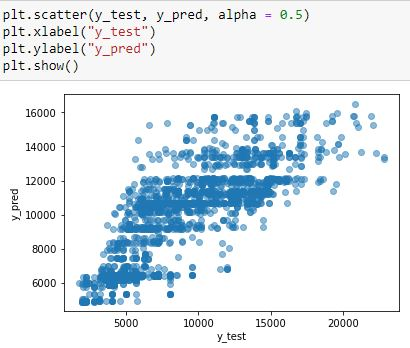 plt.scatter(y_test, y_pred, alpha = 0.5)
plt.xlabel("y_test")
plt.ylabel("y_pred")
plt.show()
16000
14000
12000
10000
8000
6000
y_pred
5000 10000 15000 20000
y_test